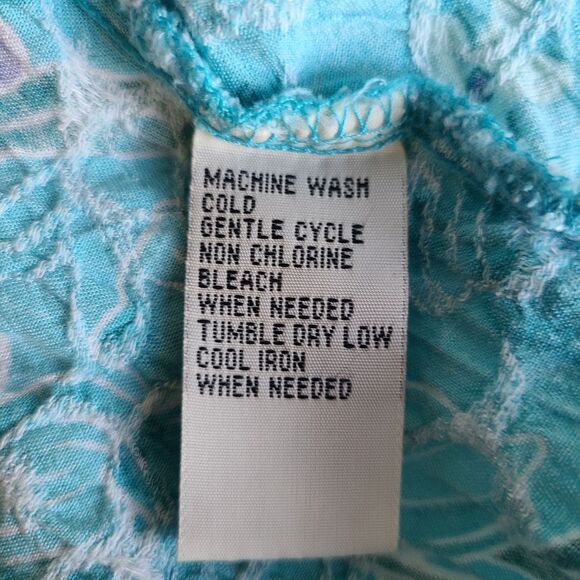 MACHINE WASH
COLD
GENTLE CYCLE
NON CHLORINE
BLEACH
WHEN NEEDED
TUMBLE DRY LOW
COOL IRON
WHEN NEEDED